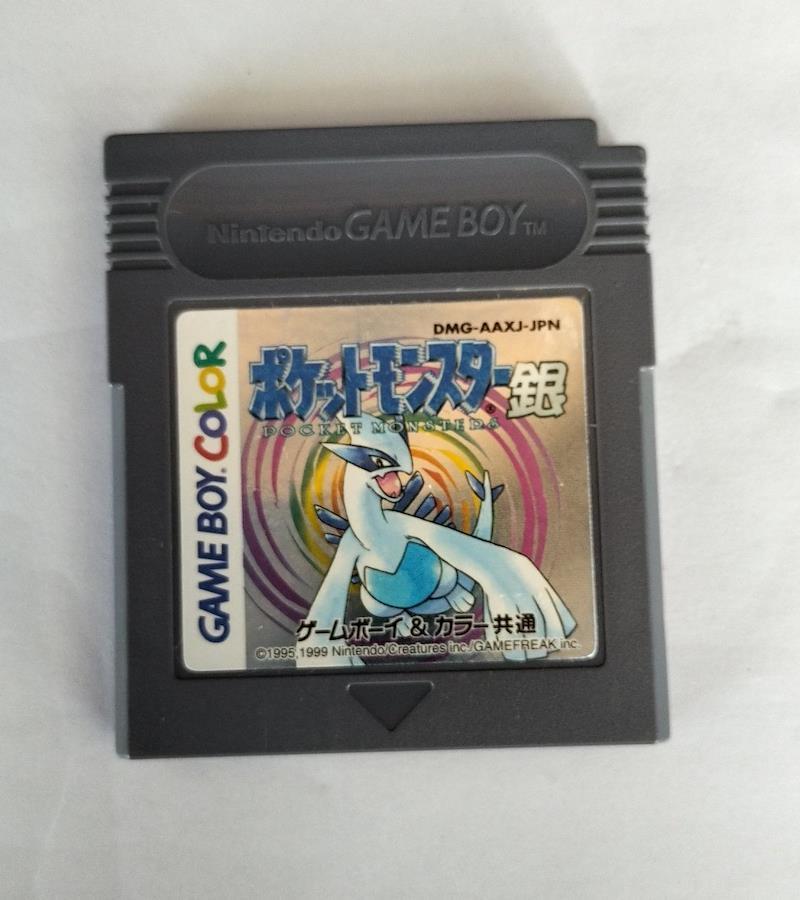 Nintendo GAME BOY TM
DMG-AAXJ-JPN
ポケットモンスター銀
POCKET MONSTERS
GAME BOY COLOR
ゲームボーイ & カラー共通
©1995,1999 Nintendo/Creatures inc./GAMEFREAK inc.